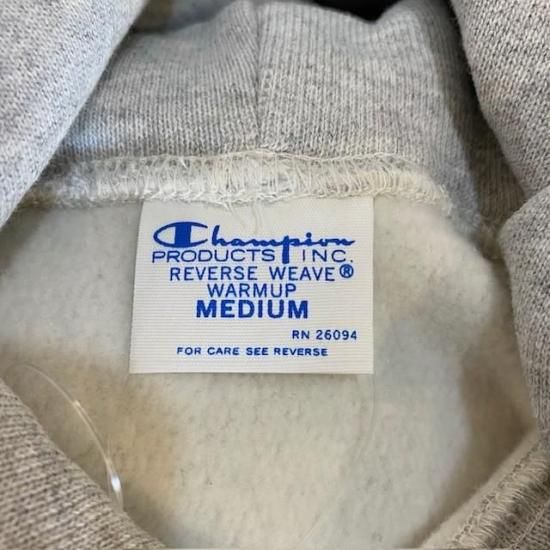 Champion
PRODUCTS INC.
REVERSE WEAVE®
WARMUP
MEDIUM
RN 26094
FOR CARE SEE REVERSE